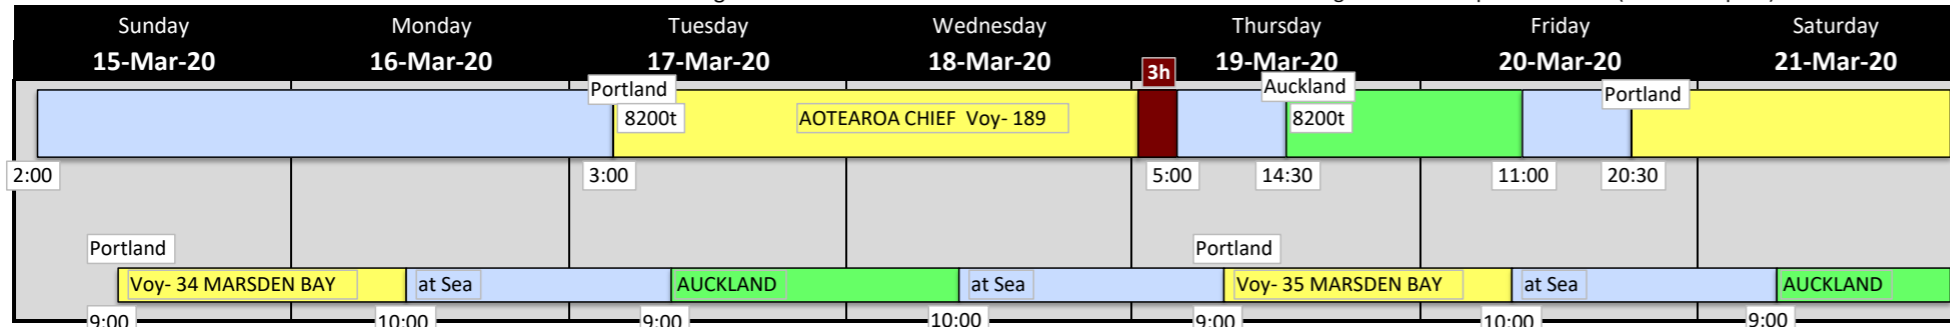 Sunday Monday Tuesday Wednesday Thursday Friday Saturday
15-Mar-20 16-Mar-20 17-Mar-20 18-Mar-20 19-Mar-20 20-Mar-20 21-Mar-20
3h
Portland Auckland Portland
8200t AOTEAROA CHIEF Voy- 189 8200t
2:00 3:00 5:00 14:30 11:00 20:30
Portland Portland
Voy- 34 MARSDEN BAY at Sea AUCKLAND at Sea Voy- 35 MARSDEN BAY at Sea AUCKLAND
9:00 10:00 9:00 10:00 9:00 10:00 9:00